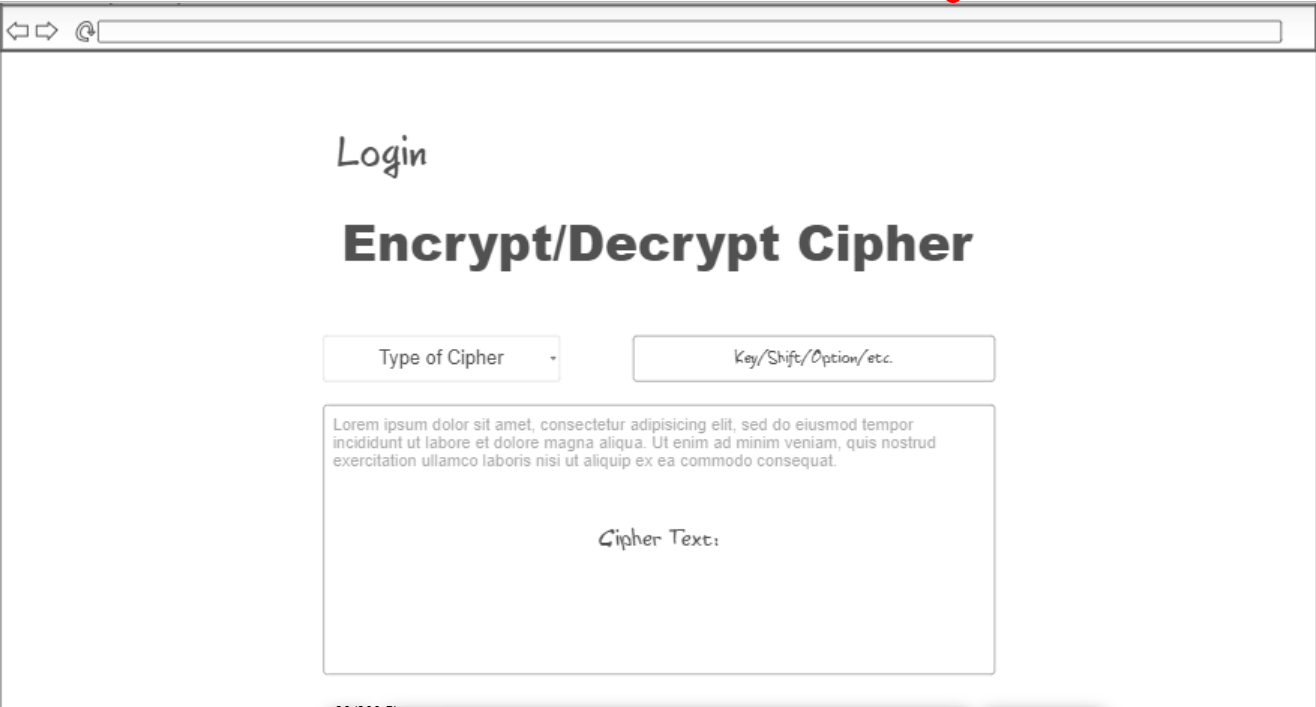 Login
Encrypt/Decrypt Cipher
Type of Cipher
Key/Shift/Option/etc.
Lorem ipsum dolor sit amet, consectetur adipisicing elit, sed do eiusmod tempor
incididunt ut labore et dolore magna aliqua. Ut enim ad minim veniam, quis nostrud
exercitation ullamco laboris nisi ut aliquip ex ea commodo consequat.
Cipher Text: